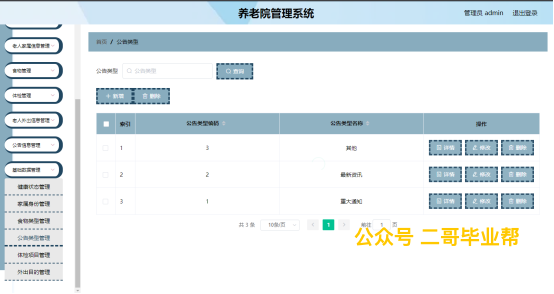 养老院管理系统
管理员 admin 退出登录
老人家属信息管理
食物管理
体检管理
老人外出信息管理
公告信息管理
基础数据管理
健康状态管理
家属身份管理
食物类型管理
公告类型管理
体检项目管理
外出目的管理
首页 / 公告类型
公告类型 公告类型 查询
+ 新增 删除
索引 公告类型编码 公告类型名称 操作
1 3 其他 详情 修改 删除
2 2 最新资讯 详情 修改 删除
3 1 重大通知 详情 修改 删除
共 3 条 10条/页 < 1 > 前往 1 页
公众号 二哥毕业帮